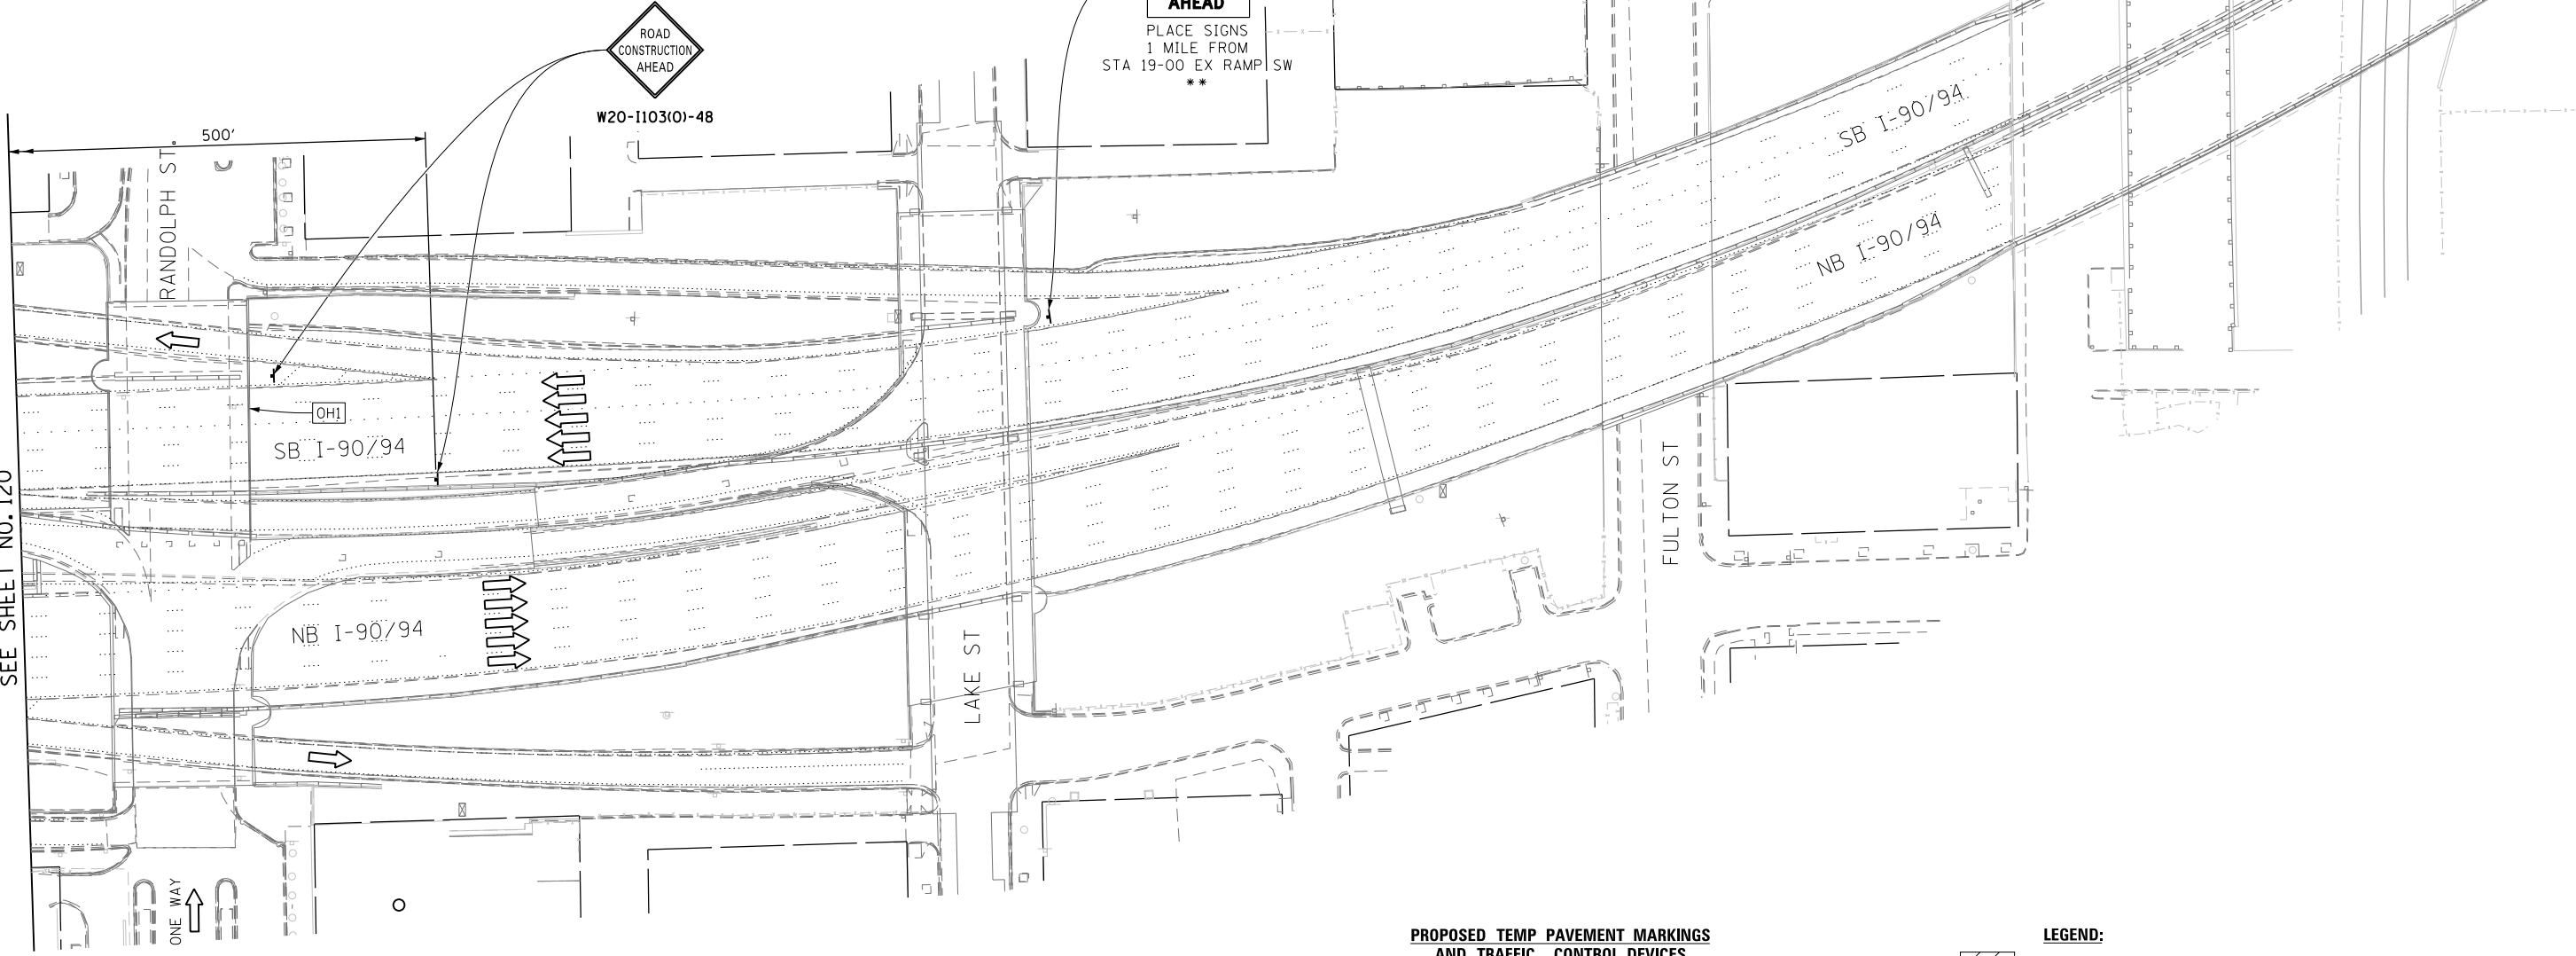 AHEAD
PLACE SIGNS
1 MILE FROM
STA 19-00 EX RAMP SW
**
ROAD
CONSTRUCTION
AHEAD
W20-I103(O)-48
500'
RANDOLPH ST.
SB I-90/94
NB I-90/94
OH1
SB I-90/94
SEE SHEET NO. 120
NB I-90/94
LAKE ST
FULTON ST
ONE WAY
PROPOSED TEMP PAVEMENT MARKINGS
AND TRAFFIC CONTROL DEVICES
LEGEND: